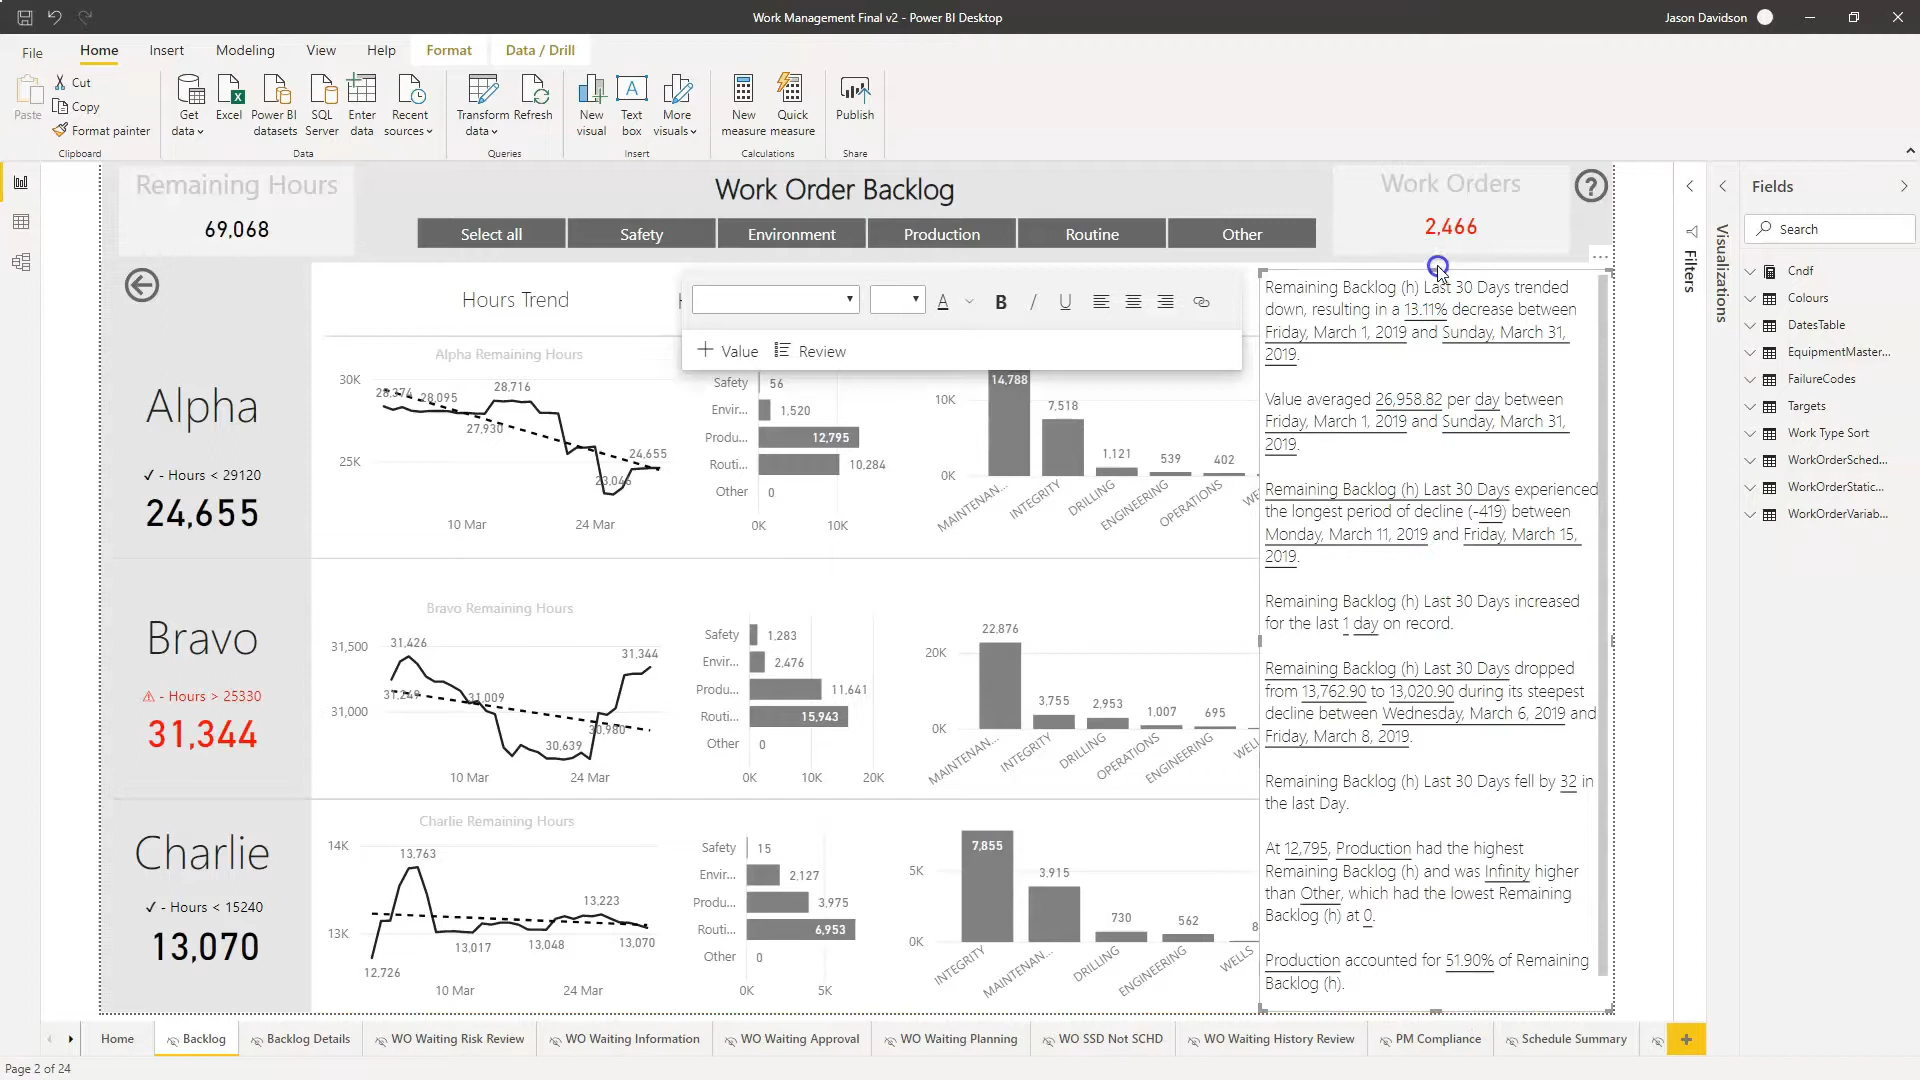 Work Management Final v2 - Power BI Desktop
Jason Davidson
File
Home
Insert
Modeling
View
Help
Format
Data / Drill
Paste
Cut
Copy
Format painter
Clipboard
Get data
Excel
Power BI datasets
SQL Server
Enter data
Recent sources
Data
Transform data
Refresh
Queries
New visual
Text box
More visuals
Insert
New measure
Quick measure
Calculations
Publish
Share
Remaining Hours
69,068
Work Order Backlog
Select all
Safety
Environment
Production
Routine
Other
Work Orders
2,466
?
...
B
I
U
A
+ Value
Review
Hours Trend
Alpha
✓ - Hours < 29120
24,655
Alpha Remaining Hours
30K
25K
28,374
28,095
28,716
27,930
24,655
23,046
10 Mar
24 Mar
Safety
56
Envir...
1,520
Produ...
12,795
Routi...
10,284
Other
0
0K
10K
10K
0K
14,788
7,518
1,121
539
402
MAINTENAN...
INTEGRITY
DRILLING
ENGINEERING
OPERATIONS
WE
Bravo
⚠ - Hours > 25330
31,344
Bravo Remaining Hours
31,500
31,000
31,426
31,249
31,009
31,344
30,980
30,639
10 Mar
24 Mar
Safety
1,283
Envir...
2,476
Produ...
11,641
Routi...
15,943
Other
0
0K
10K
20K
20K
0K
22,876
3,755
2,953
1,007
695
MAINTENAN...
INTEGRITY
DRILLING
OPERATIONS
ENGINEERING
WELL
Charlie
✓ - Hours < 15240
13,070
Charlie Remaining Hours
14K
13K
13,763
12,726
13,017
13,048
13,223
13,070
10 Mar
24 Mar
Safety
15
Envir...
2,127
Produ...
3,975
Routi...
6,953
Other
0
0K
5K
5K
0K
7,855
3,915
730
562
8
INTEGRITY
MAINTENAN...
DRILLING
ENGINEERING
WELLS
Remaining Backlog (h) Last 30 Days trended
down, resulting in a 13.11% decrease between
Friday, March 1, 2019 and Sunday, March 31,
2019.
Value averaged 26,958.82 per day between
Friday, March 1, 2019 and Sunday, March 31,
2019.
Remaining Backlog (h) Last 30 Days experienced
the longest period of decline (-419) between
Monday, March 11, 2019 and Friday, March 15,
2019.
Remaining Backlog (h) Last 30 Days increased
for the last 1 day on record.
Remaining Backlog (h) Last 30 Days dropped
from 13,762.90 to 13,020.90 during its steepest
decline between Wednesday, March 6, 2019 and
Friday, March 8, 2019.
Remaining Backlog (h) Last 30 Days fell by 32 in
the last Day.
At 12,795, Production had the highest
Remaining Backlog (h) and was Infinity higher
than Other, which had the lowest Remaining
Backlog (h) at 0.
Production accounted for 51.90% of Remaining
Backlog (h).
Filters
Visualizations
Fields
Search
Cndf
Colours
DatesTable
EquipmentMaster...
FailureCodes
Targets
Work Type Sort
WorkOrderSched...
WorkOrderStatic...
WorkOrderVariab...
Home
Backlog
Backlog Details
WO Waiting Risk Review
WO Waiting Information
WO Waiting Approval
WO Waiting Planning
WO SSD Not SCHD
WO Waiting History Review
PM Compliance
Schedule Summary
+
Page 2 of 24